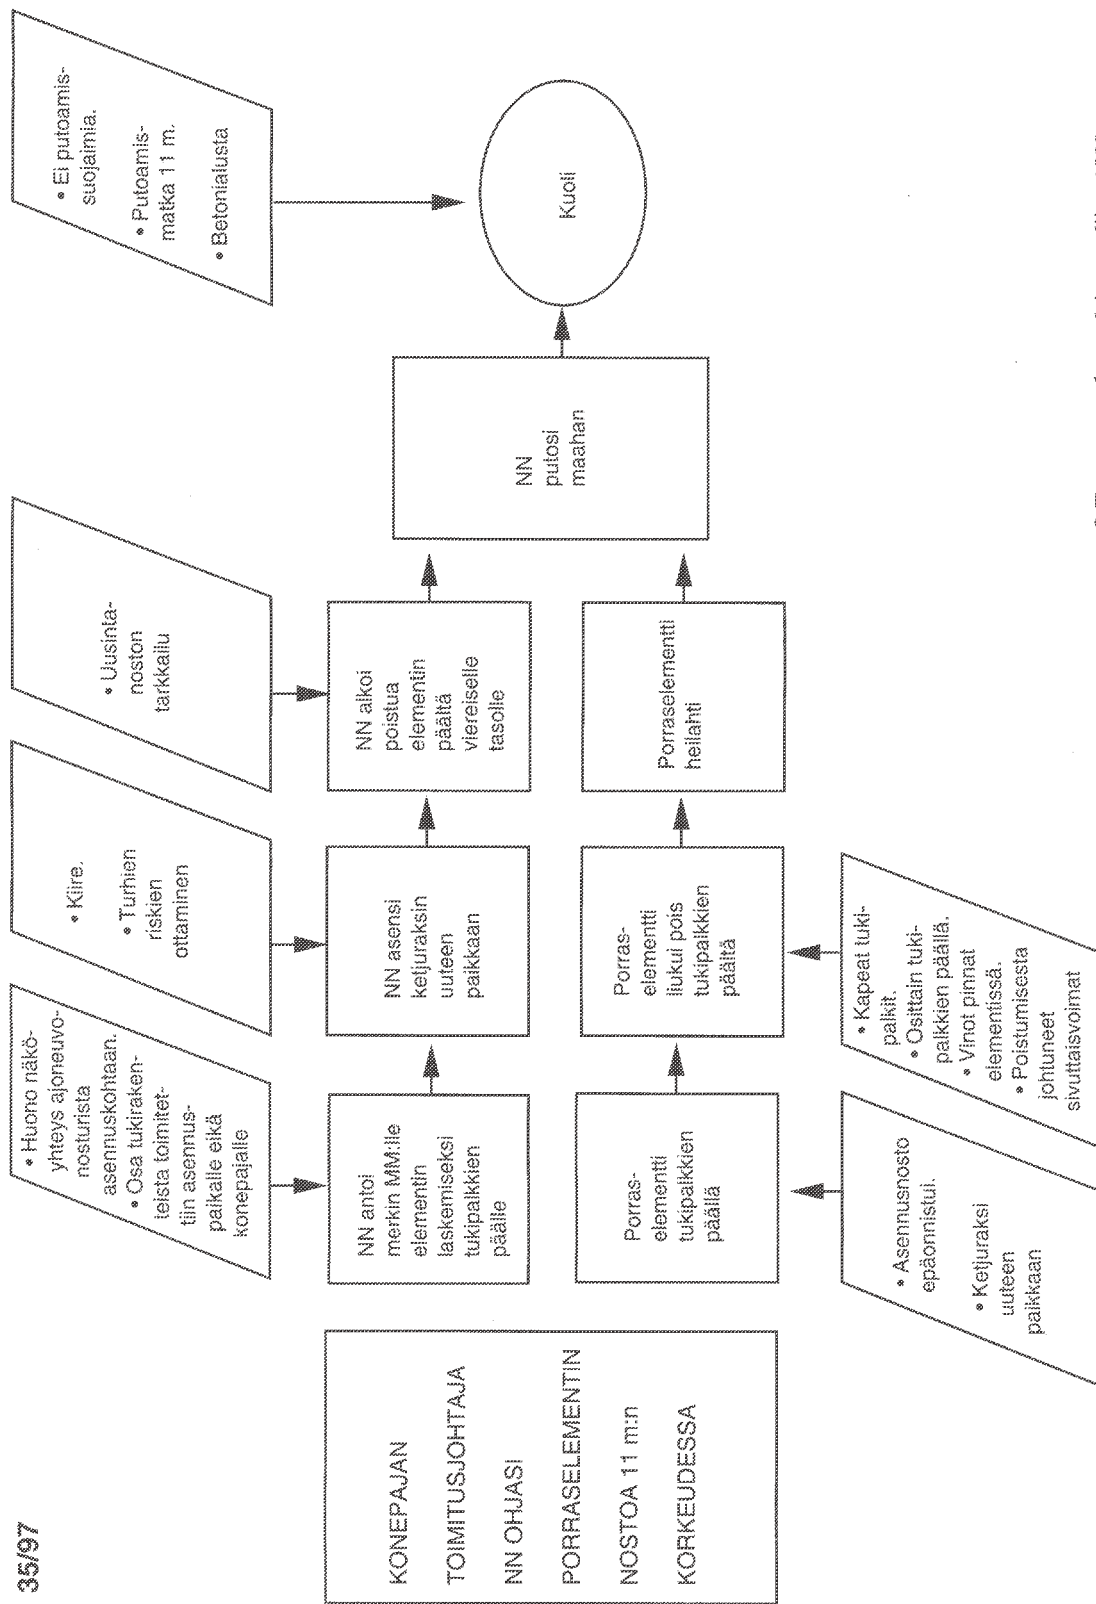 35/97
KONEPAJAN
TOIMITUSJOHTAJA
NN OHJASI
PORRASELEMENTIN
NOSTOA 11 m:n
KORKEUDESSA
• Huono näkö-
yhteys ajoneuvo-
nosturista
asennuskohtaan.
• Osa tukiraken-
teista toimitet-
tiin asennus-
paikalle eikä
konepajalle
NN antoi
merkin MM:lle
elementin
laskemiseksi
tukipalkkien
päälle
Porras-
elementti
tukipalkkien
päällä
• Asennusnosto
epäonnistui.
• Ketjuraksi
uuteen
paikkaan
• Kiire.
• Turhien
riskien
ottaminen
NN asensi
ketjuraksin
uuteen
paikkaan
Porras-
elementti
liukui pois
tukipalkkien
päältä
• Kapeat tuki-
palkit.
• Osittain tuki-
palkkien päällä.
• Vinot pinnat
elementissä.
• Poistumisesta
johtuneet
sivuttaisvoimat
• Uusinta-
noston
tarkkailu
NN alkoi
poistua
elementin
päältä
viereiselle
tasolle
Porraselementti
heilahti
NN
putosi
maahan
• Ei putoamis-
suojaimia.
• Putoamis-
matka 11 m.
• Betonialusta
Kuoli